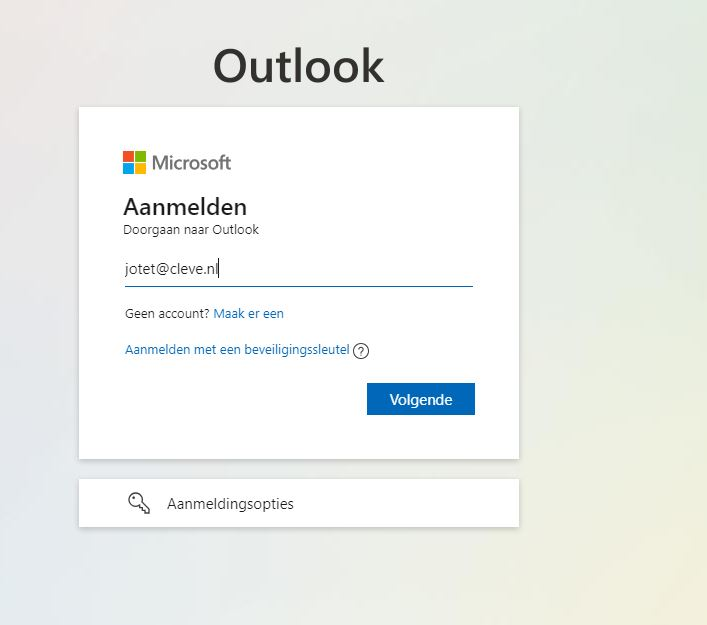 Outlook
Microsoft
Aanmelden
Doorgaan naar Outlook
jotet@cleve.nl
Geen account? Maak er een
Aanmelden met een beveiligingssleutel ?
Volgende
Aanmeldingsopties